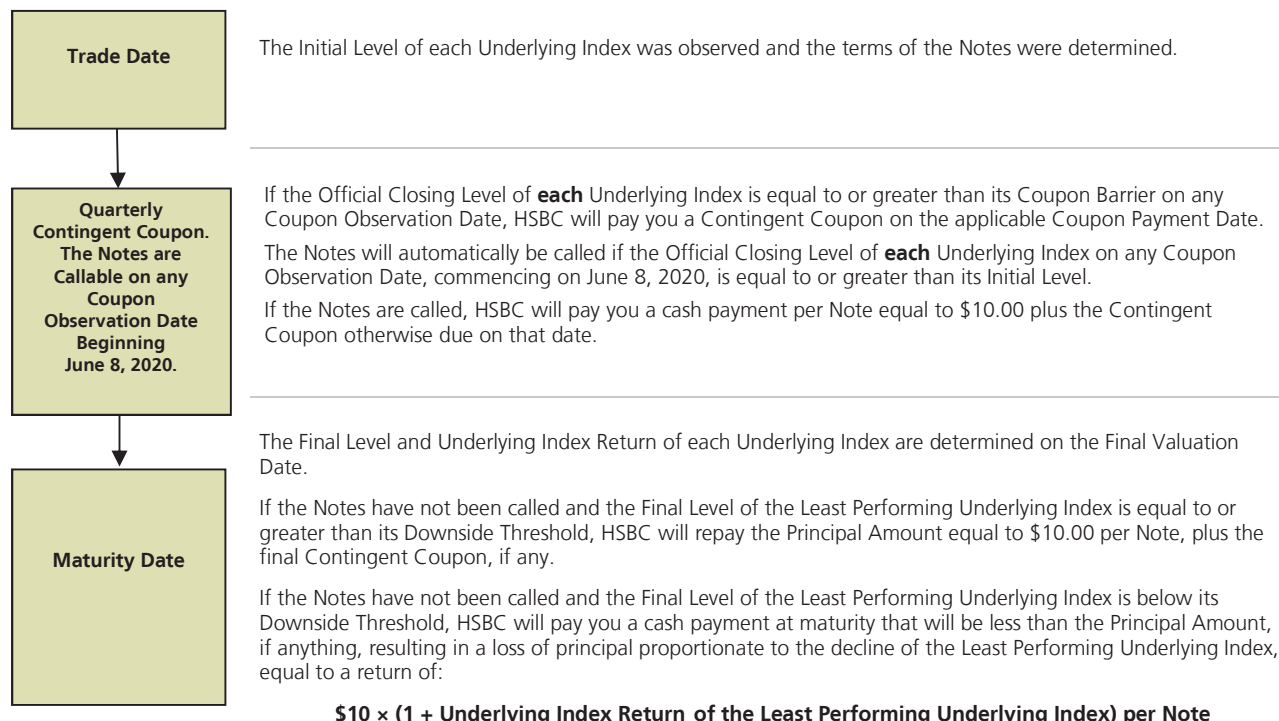 Trade Date
The Initial Level of each Underlying Index was observed and the terms of the Notes were determined.
Quarterly
Contingent Coupon.
The Notes are
Callable on any
Coupon
Observation Date
Beginning
June 8, 2020.
If the Official Closing Level of each Underlying Index is equal to or greater than its Coupon Barrier on any
Coupon Observation Date, HSBC will pay you a Contingent Coupon on the applicable Coupon Payment Date.
The Notes will automatically be called if the Official Closing Level of each Underlying Index on any Coupon
Observation Date, commencing on June 8, 2020, is equal to or greater than its Initial Level.
If the Notes are called, HSBC will pay you a cash payment per Note equal to $10.00 plus the Contingent
Coupon otherwise due on that date.
Maturity Date
The Final Level and Underlying Index Return of each Underlying Index are determined on the Final Valuation
Date.
If the Notes have not been called and the Final Level of the Least Performing Underlying Index is equal to or
greater than its Downside Threshold, HSBC will repay the Principal Amount equal to $10.00 per Note, plus the
final Contingent Coupon, if any.
If the Notes have not been called and the Final Level of the Least Performing Underlying Index is below its
Downside Threshold, HSBC will pay you a cash payment at maturity that will be less than the Principal Amount,
if anything, resulting in a loss of principal proportionate to the decline of the Least Performing Underlying Index,
equal to a return of:
$10 × (1 + Underlying Index Return of the Least Performing Underlying Index) per Note